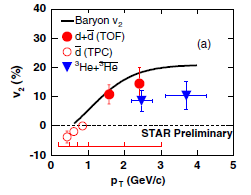 40
30
20
10
0
-10
v2 (%)
Baryon v2
d+d̅ (TOF)
d̅ (TPC)
³He+³H̅e̅
(a)
STAR Preliminary
0 1 2 3 4 5
pT (GeV/c)